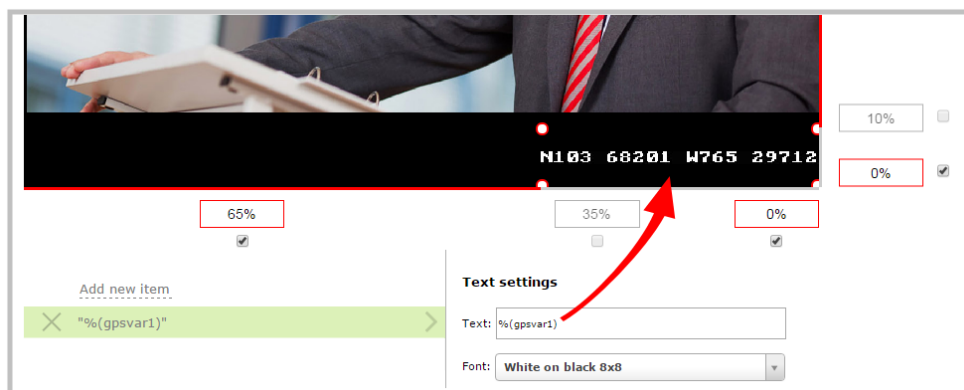 N103 68201 W765 29712
10%
0%
65%
35%
0%
Add new item
"%(gpsvar1)"
Text settings
Text: %(gpsvar1)
Font: White on black 8x8